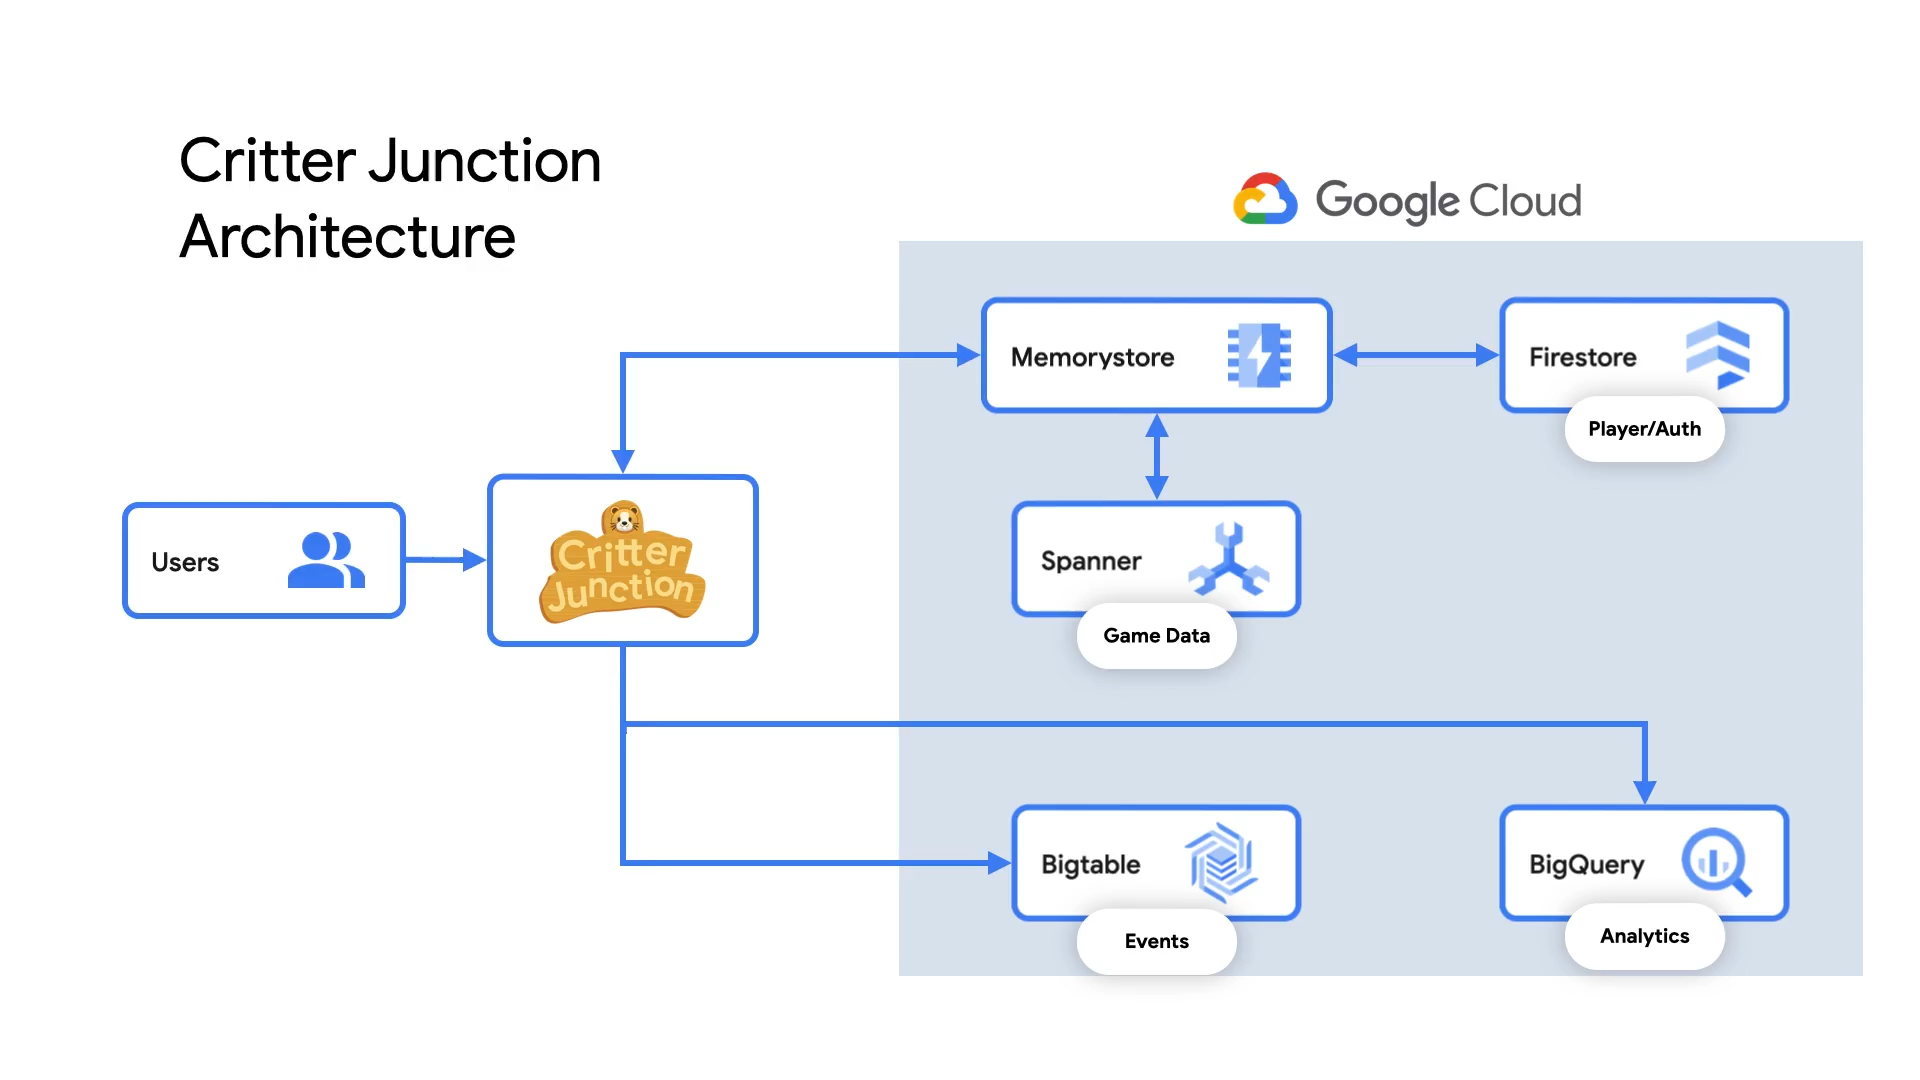 Critter Junction
Architecture
Google Cloud
Memorystore
Firestore
Player/Auth
Users
Critter
Junction
Spanner
Game Data
Bigtable
Events
BigQuery
Analytics